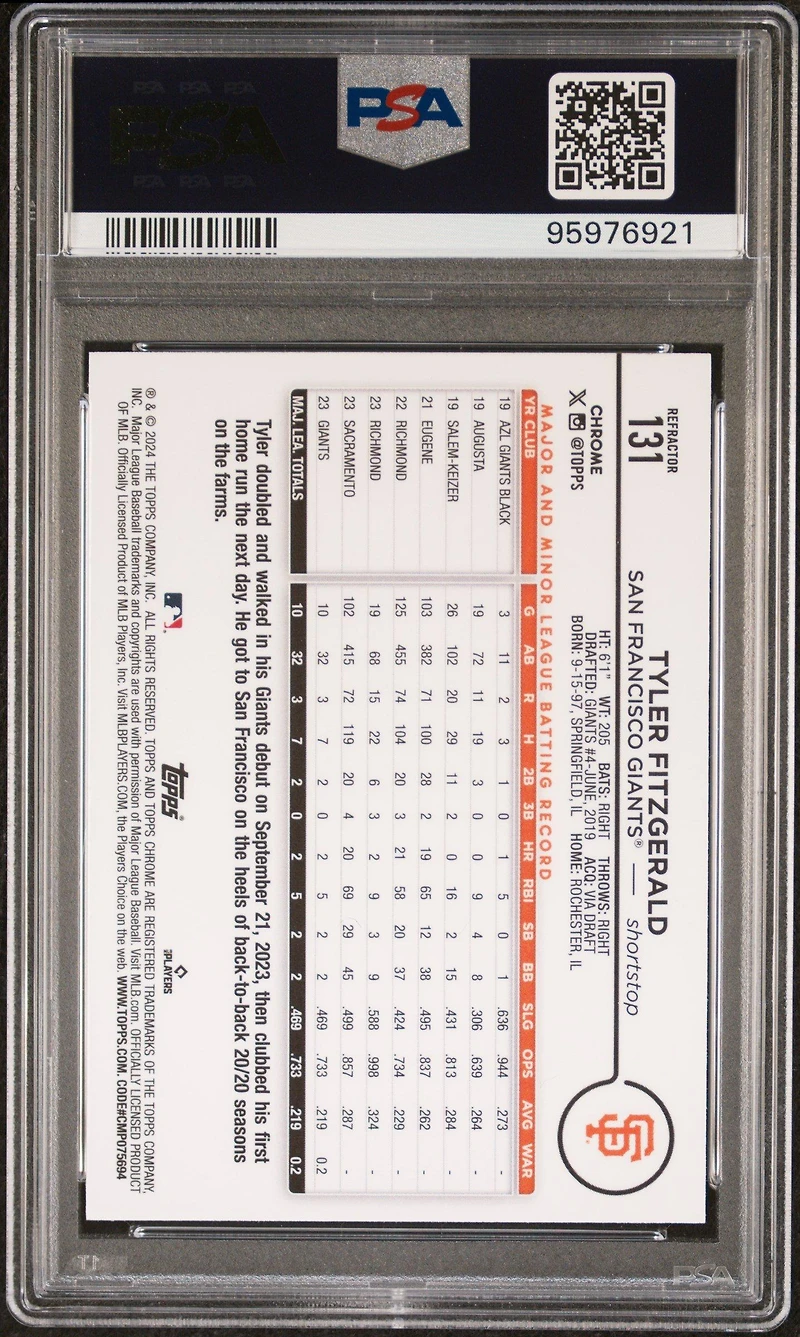 PSA PSA PSA
PSA
PSA PSA PSA
PSA
95976921
REFRACTOR
131
TYLER FITZGERALD
SAN FRANCISCO GIANTS® — shortstop
CHROME
@TOPPS
HT: 6'1" WT: 205 BATS: RIGHT THROWS: RIGHT
DRAFTED: GIANTS #4-JUNE, 2019 ACQ: VIA DRAFT
BORN: 9-15-97, SPRINGFIELD, IL HOME: ROCHESTER, IL
SF
MAJOR AND MINOR LEAGUE BATTING RECORD
YR CLUB G AB R H 2B 3B HR RBI SB BB SLG OPS AVG WAR
19 AZL GIANTS BLACK 3 11 2 3 1 0 1 5 0 1 .636 .944 .273 -
19 AUGUSTA 19 72 11 19 3 0 0 9 4 8 .306 .639 .264 -
19 SALEM-KEIZER 26 102 20 29 11 2 0 16 2 15 .431 .813 .284 -
21 EUGENE 103 382 71 100 28 2 19 65 12 38 .495 .837 .262 -
22 RICHMOND 125 455 74 104 20 3 21 58 20 37 .424 .734 .229 -
23 RICHMOND 19 68 15 22 6 3 2 9 3 9 .588 .998 .324 -
23 SACRAMENTO 102 415 72 119 20 4 20 69 29 45 .499 .857 .287 -
23 GIANTS 10 32 3 7 2 0 2 5 2 2 .469 .733 .219 0.2
MAJ. LEA. TOTALS 10 32 3 7 2 0 2 5 2 2 .469 .733 .219 0.2
Tyler doubled and walked in his Giants debut on September 21, 2023, then clubbed his first
home run the next day. He got to San Francisco on the heels of back-to-back 20/20 seasons
on the farms.
topps®
PLAYERS
® & © 2024 THE TOPPS COMPANY, INC. ALL RIGHTS RESERVED. TOPPS AND TOPPS CHROME ARE REGISTERED TRADEMARKS OF THE TOPPS COMPANY,
INC. Major League Baseball trademarks and copyrights are used with permission of Major League Baseball. Visit MLB.com. OFFICIALLY LICENSED PRODUCT
OF MLB Players, Inc. Officially Licensed Product of MLB Players, Inc. Visit MLBPLAYERS.COM, the Players Choice on the web. WWW.TOPPS.COM. CODE#CMP075694
PSA